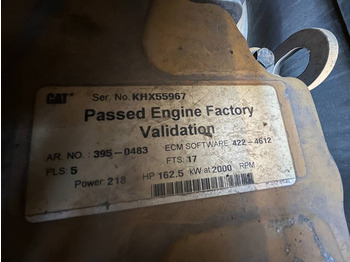 CAT Ser. No. KHX55967
Passed Engine Factory
Validation
AR. NO. : 395-0483 ECM SOFTWARE 422-4612
PLS: 5 FTS: 17
Power 218 HP 162.5 kW at 2000 RPM